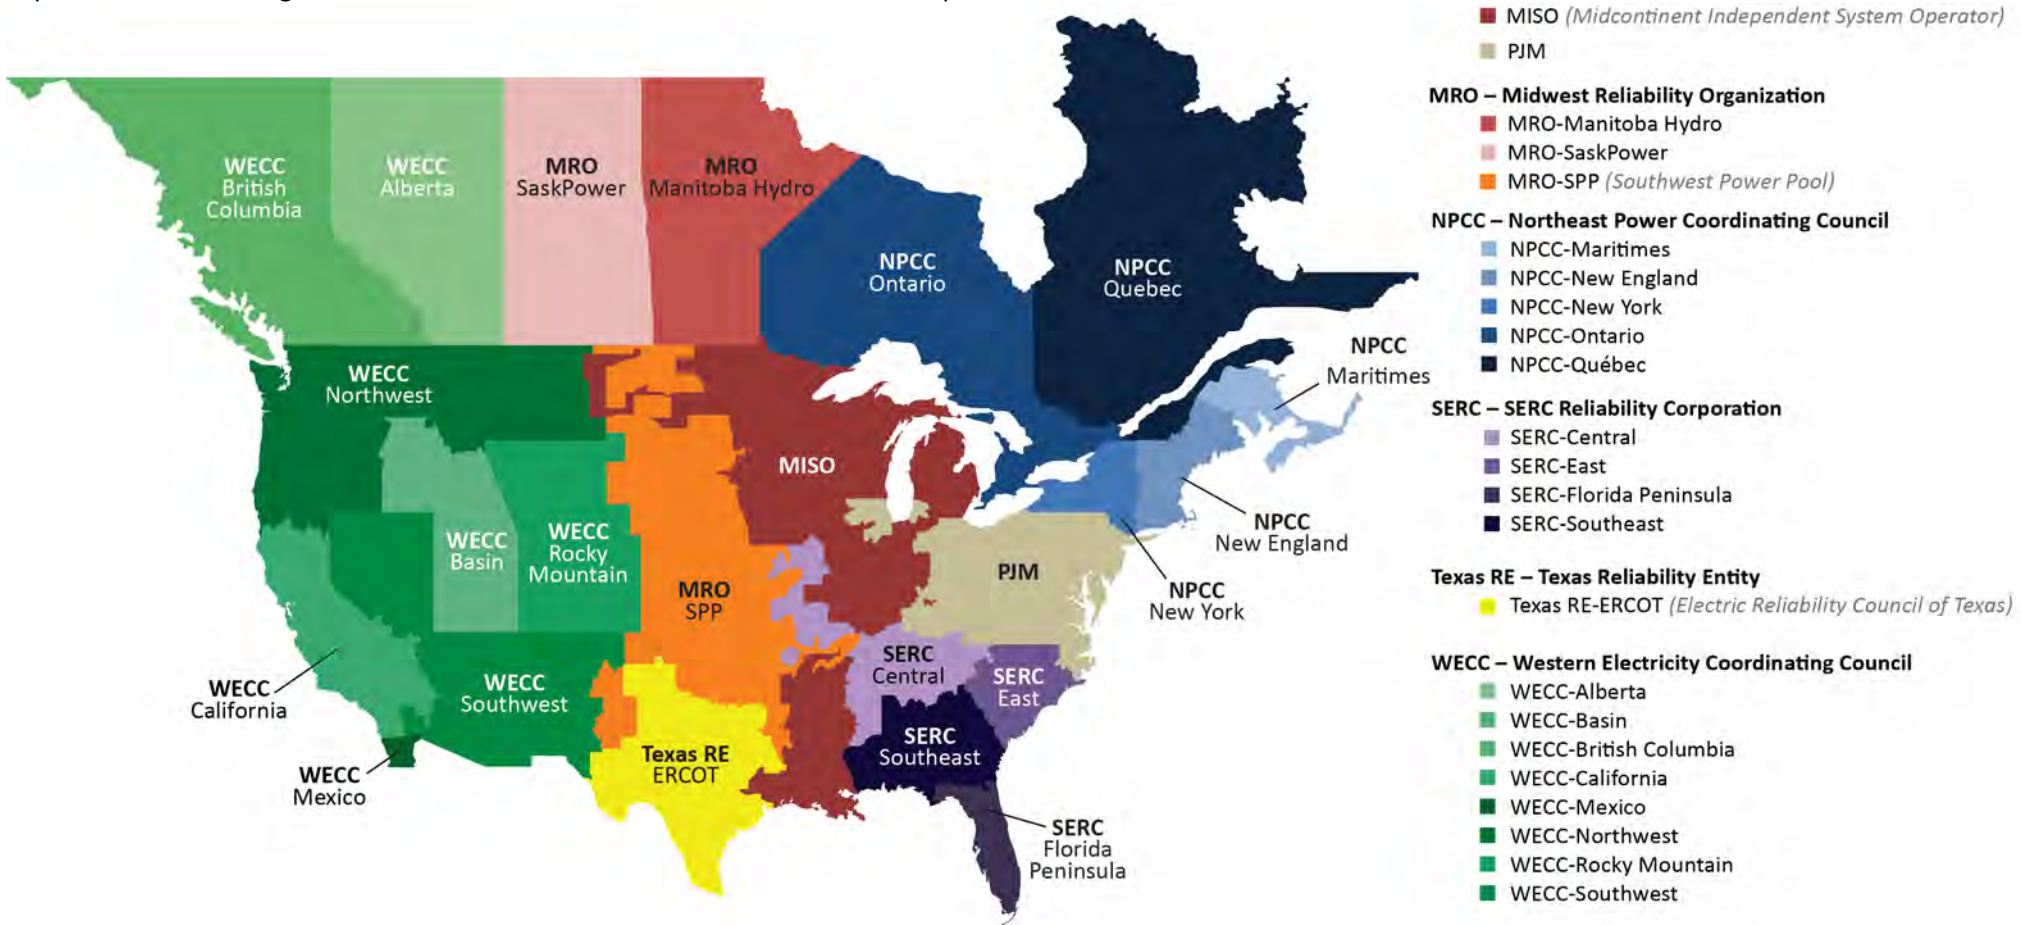 WECC
British
Columbia
WECC
Alberta
MRO
SaskPower
MRO
Manitoba Hydro
NPCC
Ontario
NPCC
Quebec
NPCC
Maritimes
WECC
Northwest
MISO
WECC
Basin
WECC
Rocky
Mountain
MRO
SPP
PJM
NPCC
New England
NPCC
New York
WECC
California
WECC
Southwest
SERC
Central
SERC
East
WECC
Mexico
Texas RE
ERCOT
SERC
Southeast
SERC
Florida
Peninsula
MISO (Midcontinent Independent System Operator)
PJM
MRO – Midwest Reliability Organization
MRO-Manitoba Hydro
MRO-SaskPower
MRO-SPP (Southwest Power Pool)
NPCC – Northeast Power Coordinating Council
NPCC-Maritimes
NPCC-New England
NPCC-New York
NPCC-Ontario
NPCC-Québec
SERC – SERC Reliability Corporation
SERC-Central
SERC-East
SERC-Florida Peninsula
SERC-Southeast
Texas RE – Texas Reliability Entity
Texas RE-ERCOT (Electric Reliability Council of Texas)
WECC – Western Electricity Coordinating Council
WECC-Alberta
WECC-Basin
WECC-British Columbia
WECC-California
WECC-Mexico
WECC-Northwest
WECC-Rocky Mountain
WECC-Southwest